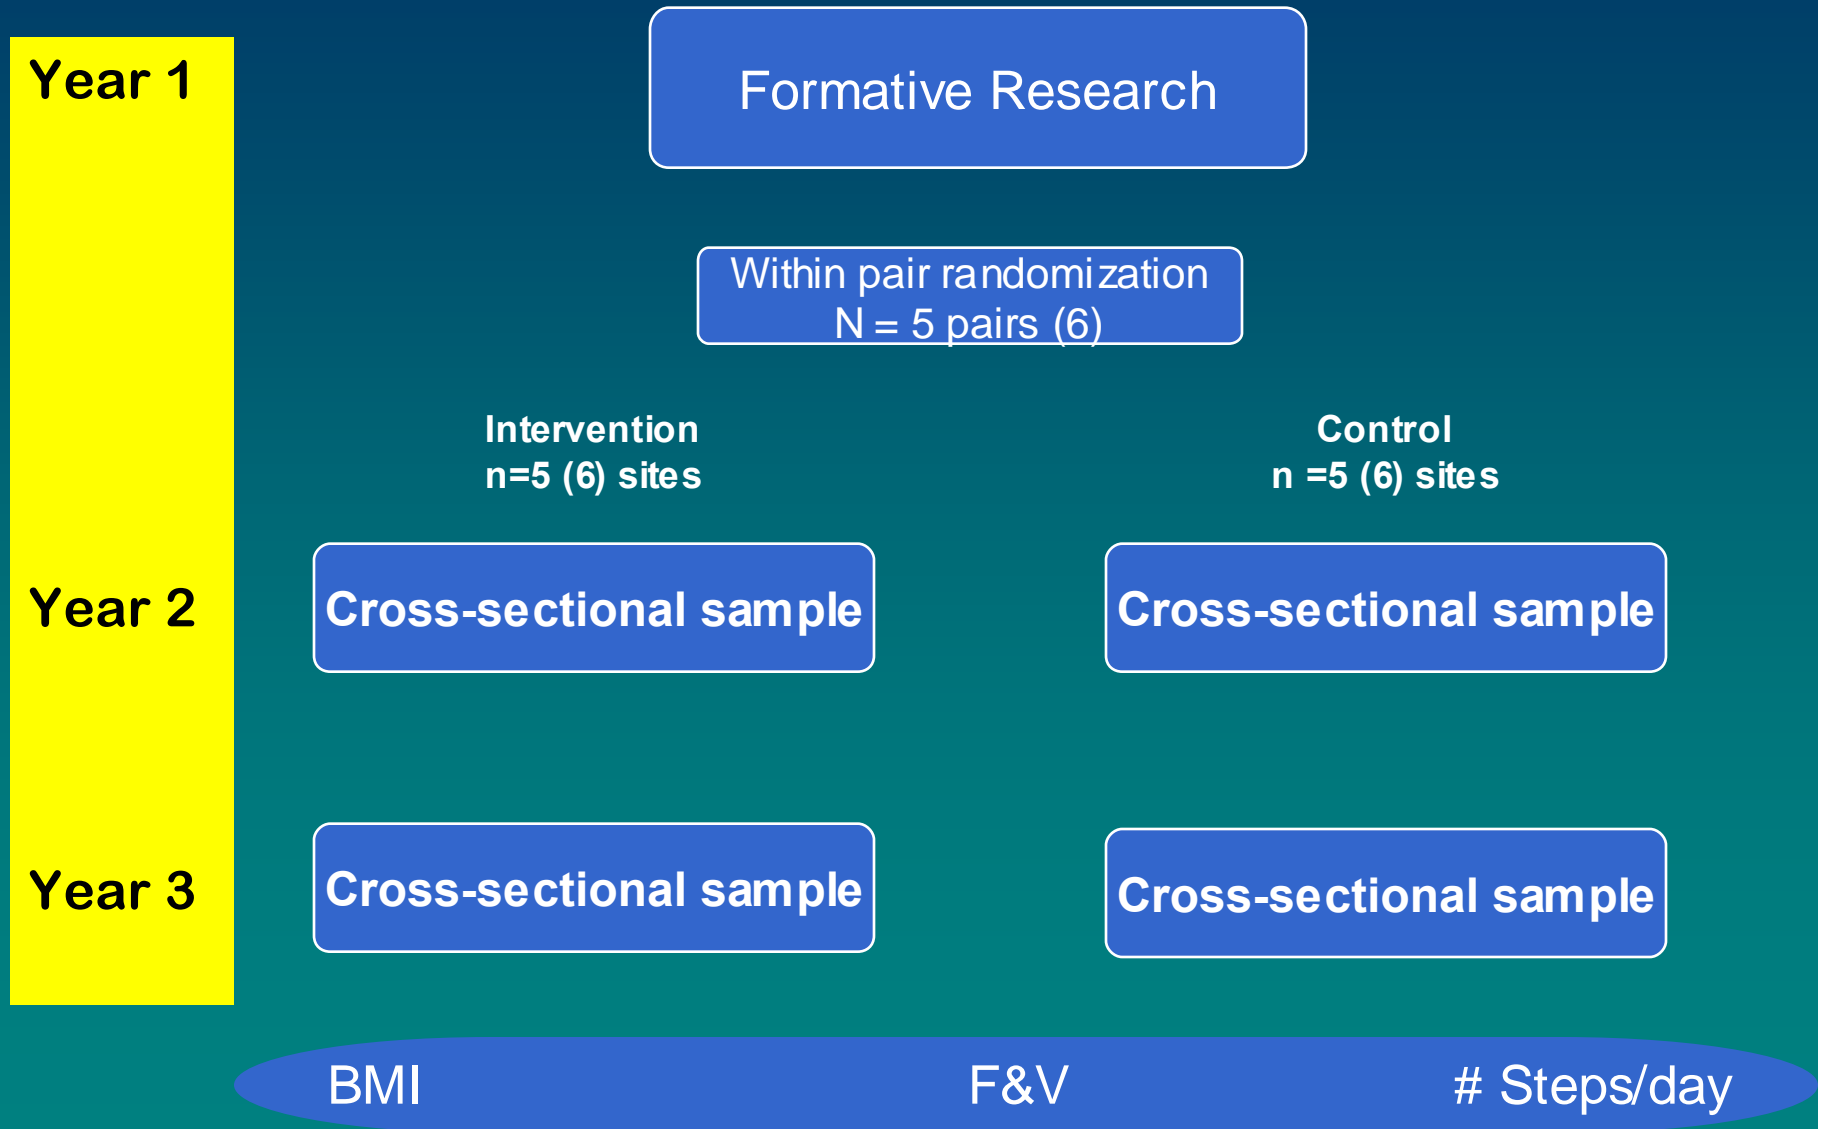 Year 1
Formative Research
Within pair randomization
N = 5 pairs (6)
Intervention
n=5 (6) sites
Control
n =5 (6) sites
Year 2
Cross-sectional sample
Cross-sectional sample
Year 3
Cross-sectional sample
Cross-sectional sample
BMI
F&V
# Steps/day